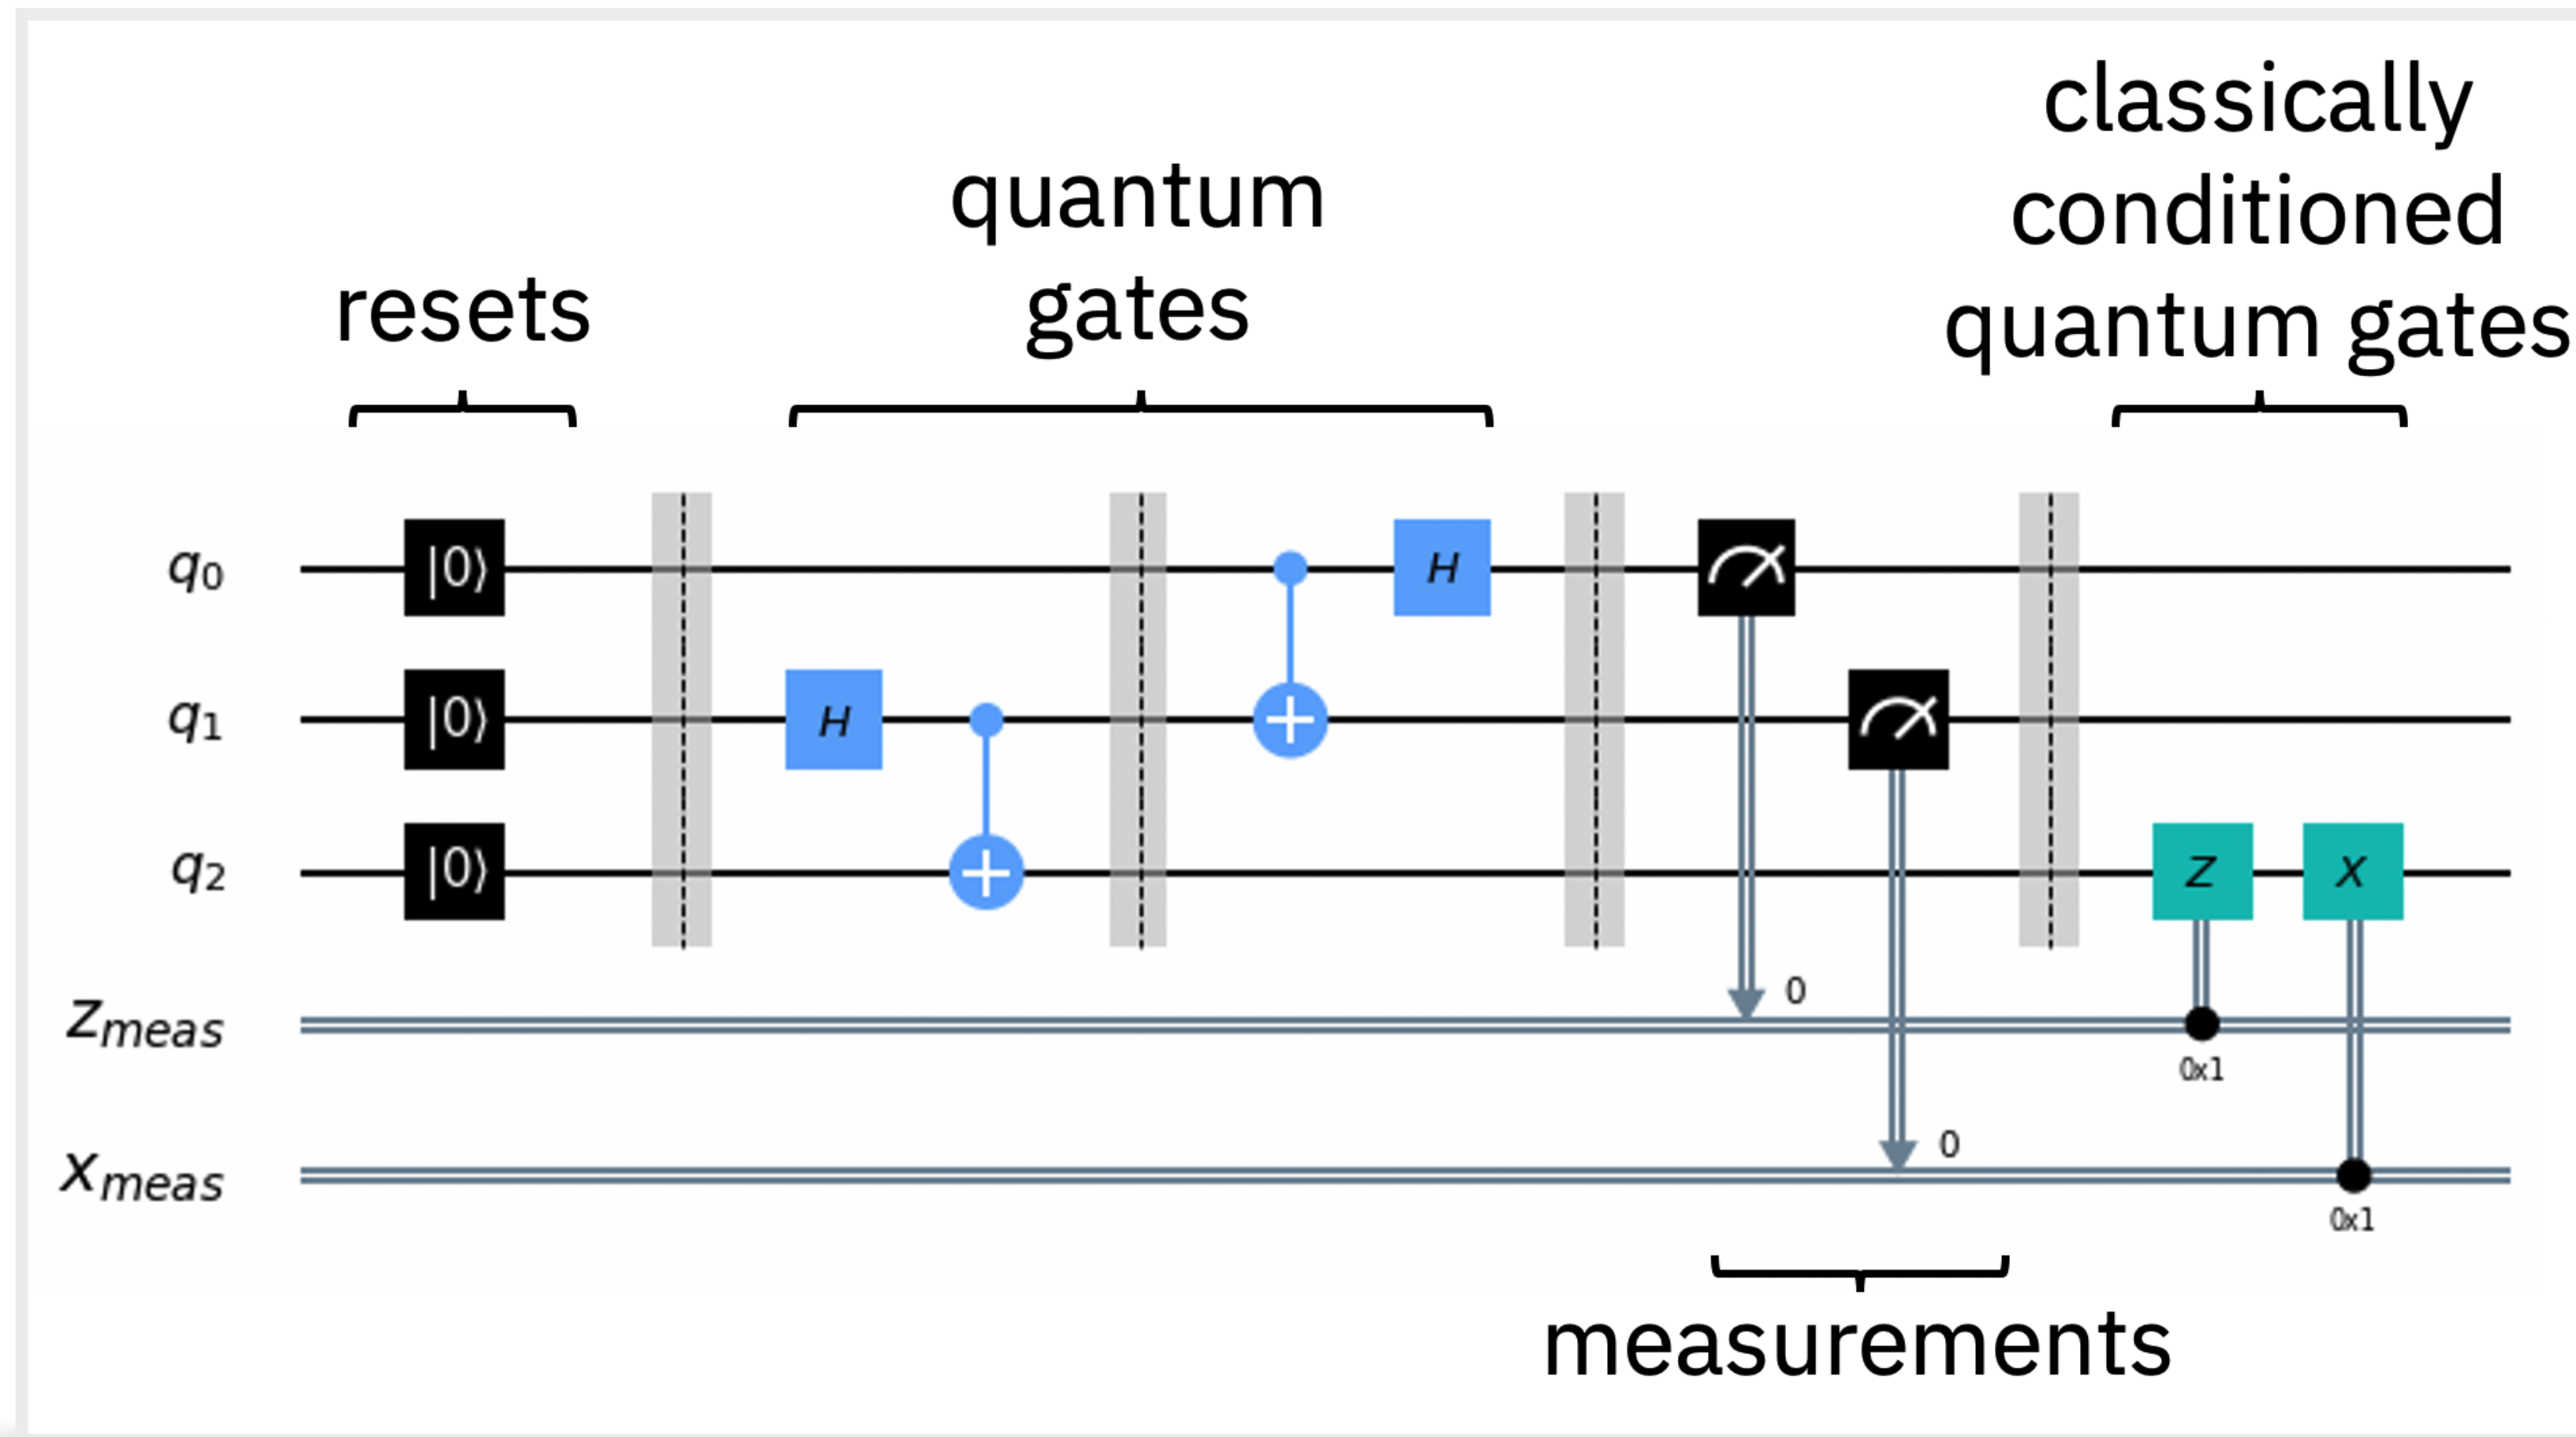 classically
conditioned
quantum gates
quantum
gates
resets
q0 |0⟩ H
q1 |0⟩ H
q2 |0⟩ Z X
zmeas 0
0x1
xmeas 0
0x1
measurements